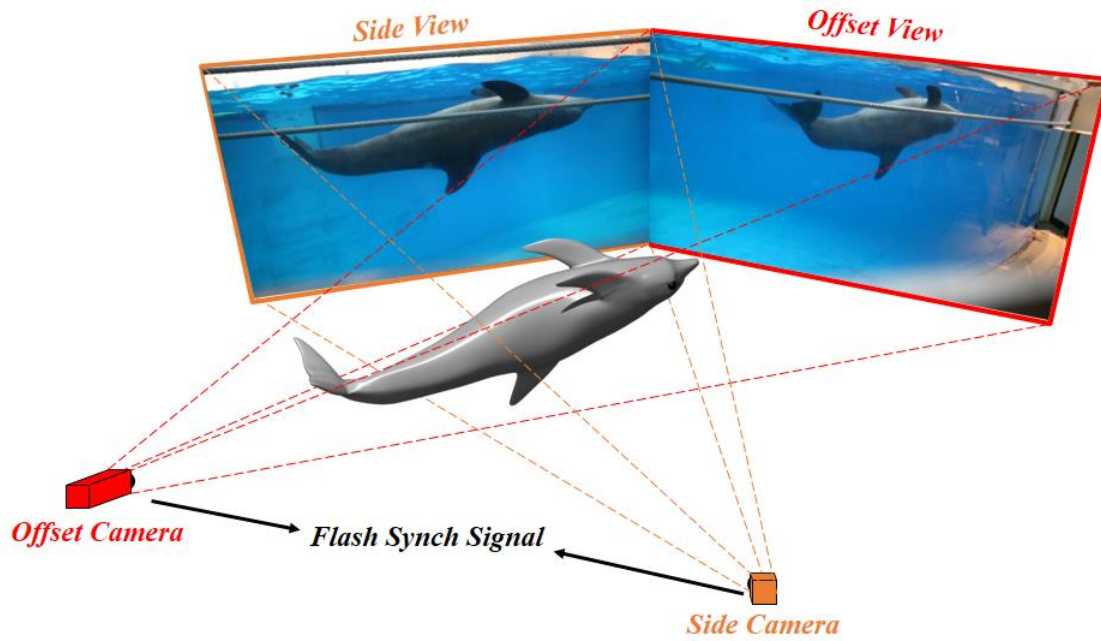 Side View
Offset View
Offset Camera
Flash Synch Signal
Side Camera